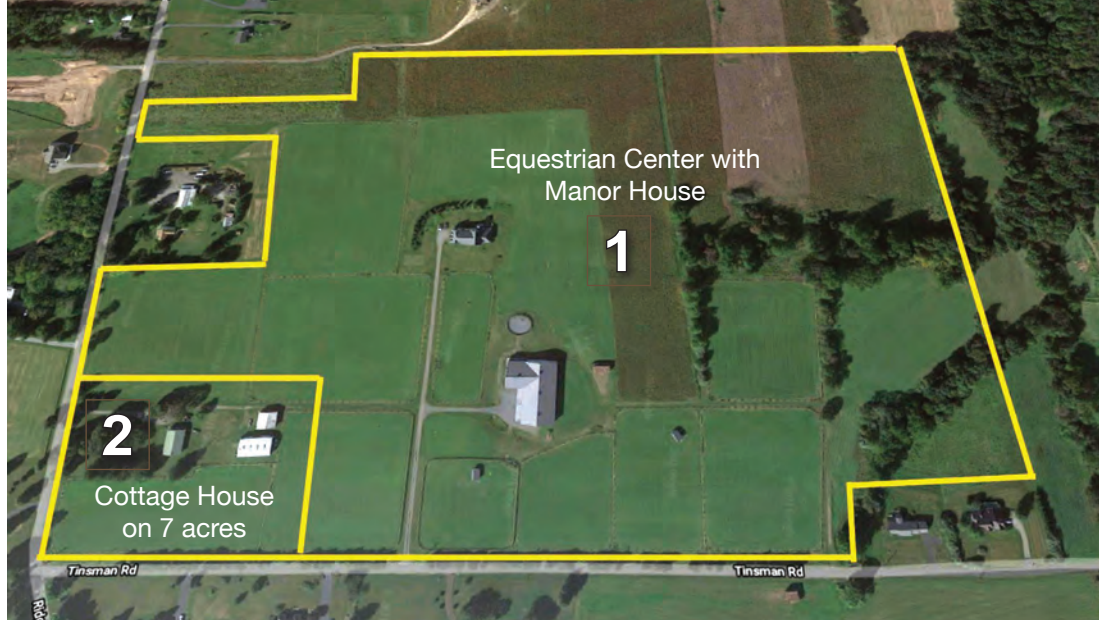 Equestrian Center with
Manor House
1
2
Cottage House
on 7 acres
Tinsman Rd
Tinsman Rd